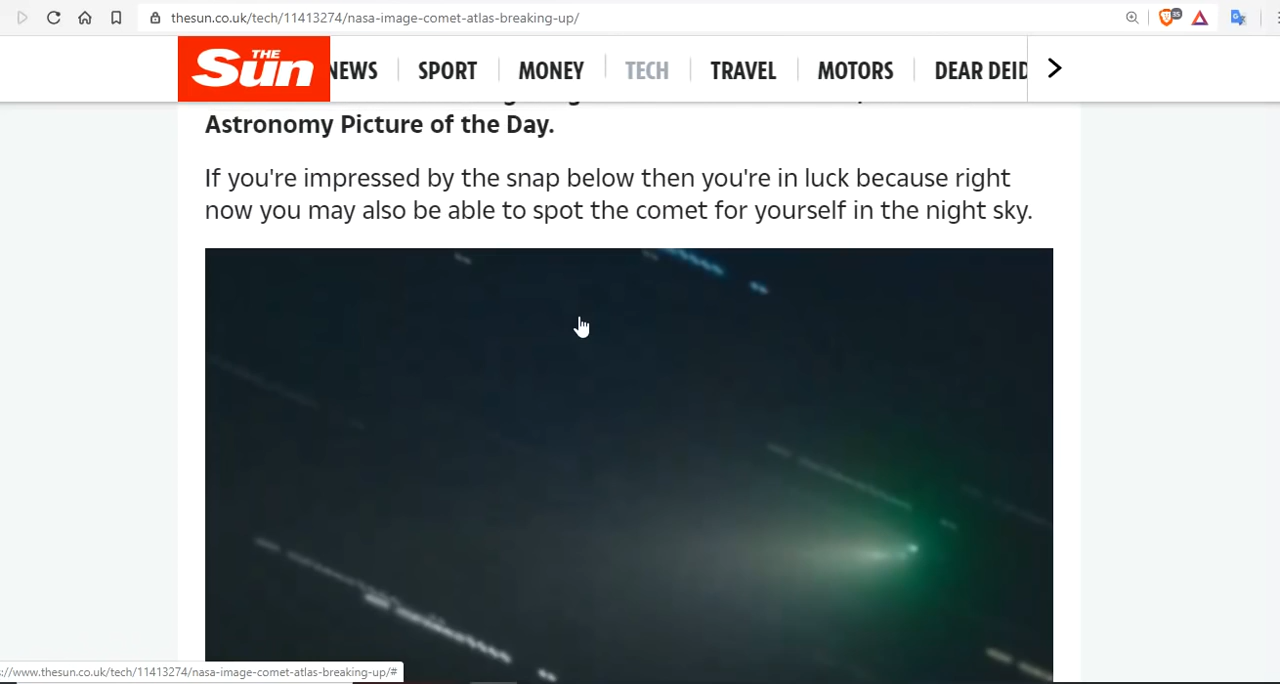 thesun.co.uk/tech/11413274/nasa-image-comet-atlas-breaking-up/
35
THE
Sun
NEWS SPORT MONEY TECH TRAVEL MOTORS DEAR DEID
Astronomy Picture of the Day.
If you're impressed by the snap below then you're in luck because right
now you may also be able to spot the comet for yourself in the night sky.
s://www.thesun.co.uk/tech/11413274/nasa-image-comet-atlas-breaking-up/#